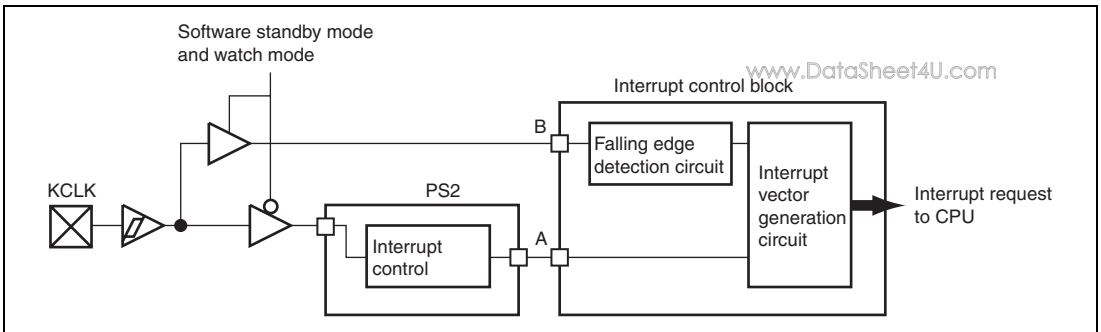 Software standby mode
and watch mode
www.DataSheet4U.com
Interrupt control block
B
Falling edge
detection circuit
KCLK
PS2
Interrupt
vector
generation
circuit
Interrupt request
to CPU
A
Interrupt
control